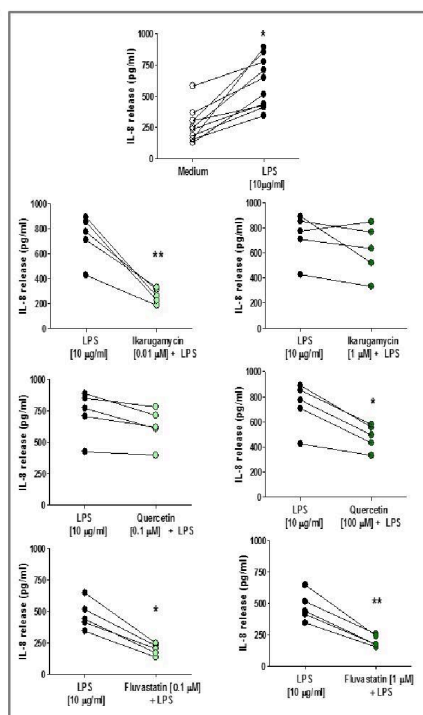 *
IL-8 release (pg/ml)
1000
750
500
250
0
Medium
LPS
[10µg/ml]
IL-8 release (pg/ml)
1000
800
600
400
200
0
**
LPS
[10 µg/ml]
Ikarugamycin
[0.01 µM] + LPS
IL-8 release (pg/ml)
1000
800
600
400
200
0
LPS
[10 µg/ml]
Ikarugamycin
[1 µM] + LPS
IL-8 release (pg/ml)
1000
750
500
250
0
LPS
[10 µg/ml]
Quercetin
[0.1 µM] + LPS
IL-8 release (pg/ml)
1000
800
600
400
200
0
*
LPS
[10 µg/ml]
Quercetin
[100 µM] + LPS
IL-8 release (pg/ml)
1000
750
500
250
0
*
LPS
[10 µg/ml]
Fluvastatin [0.1 µM]
+ LPS
IL-8 release (pg/ml)
1000
750
500
250
0
**
LPS
[10 µg/ml]
Fluvastatin [1 µM]
+ LPS